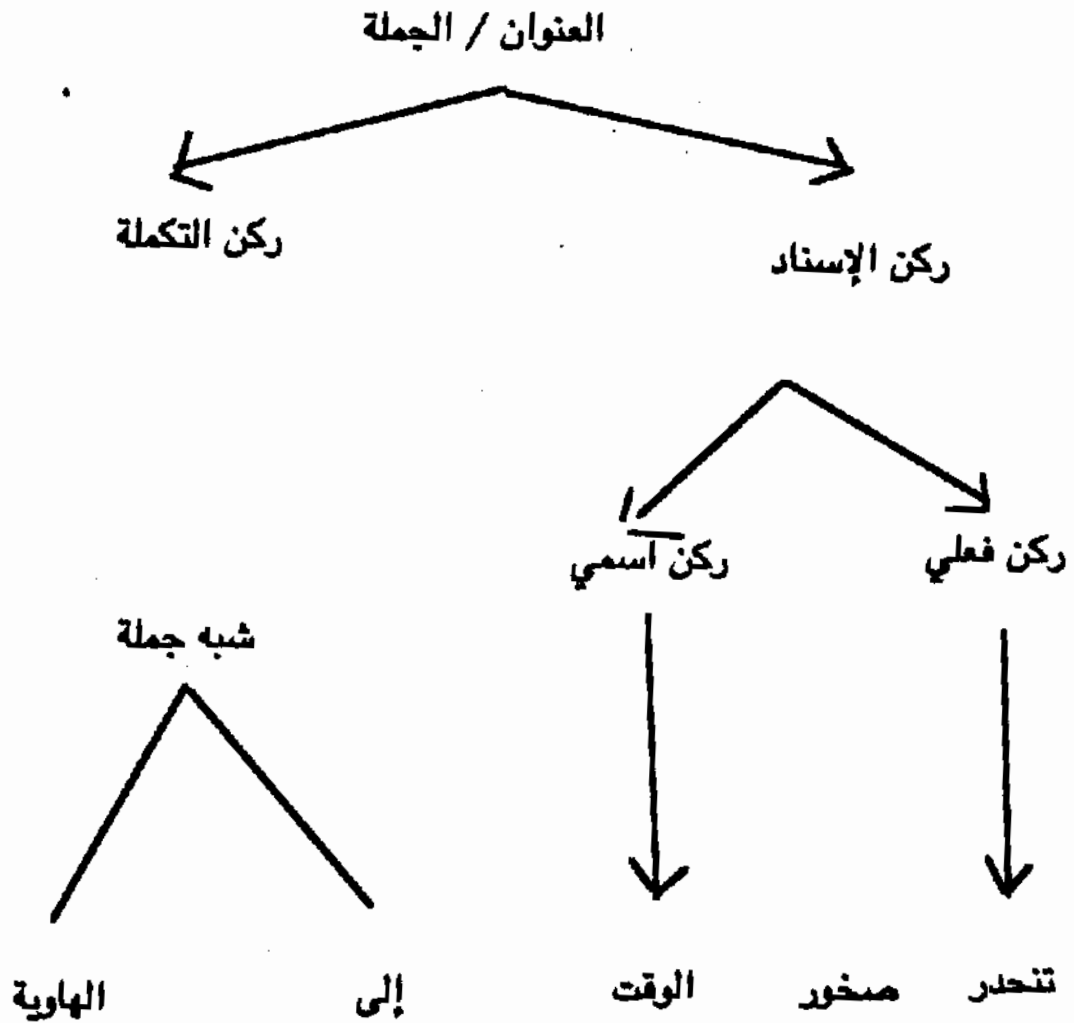 العنوان / الجملة
ركن الإسناد ركن التكملة
ركن فعلي ركن اسمي
شبه جملة
تنحدر صخور الوقت إلى الهاوية